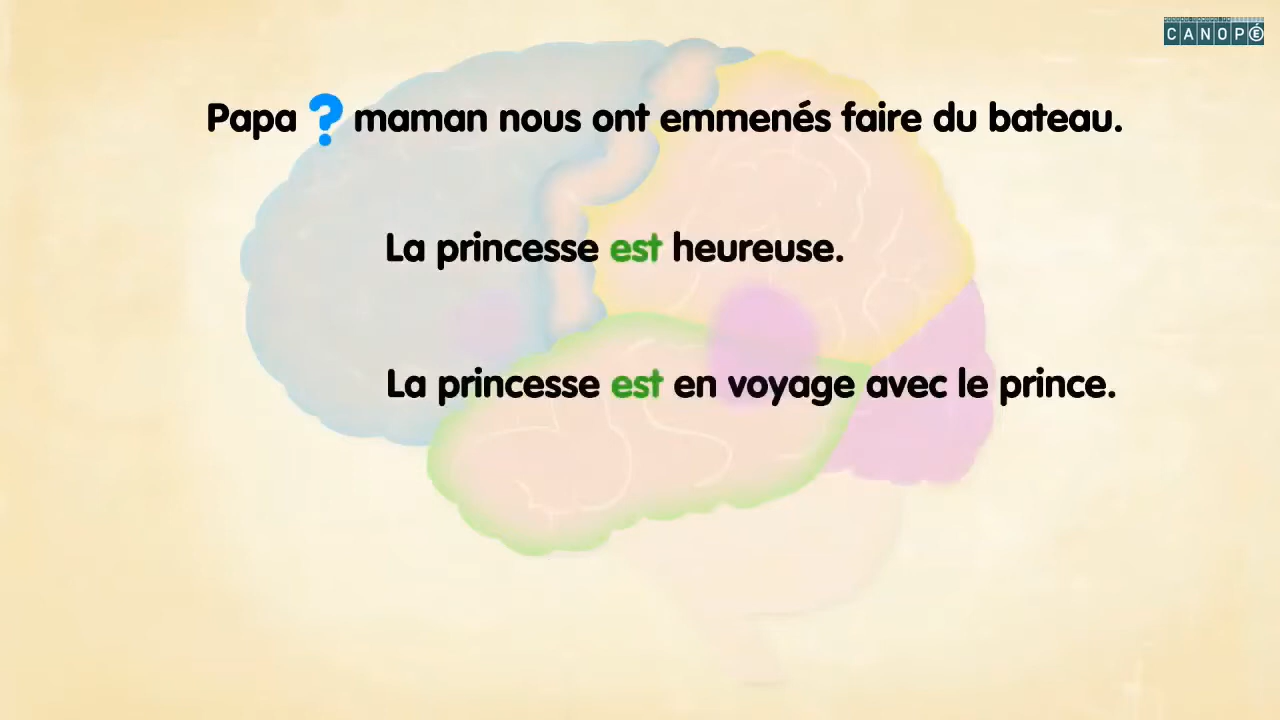 CANOPÉ
Papa ? maman nous ont emmenés faire du bateau.
La princesse est heureuse.
La princesse est en voyage avec le prince.